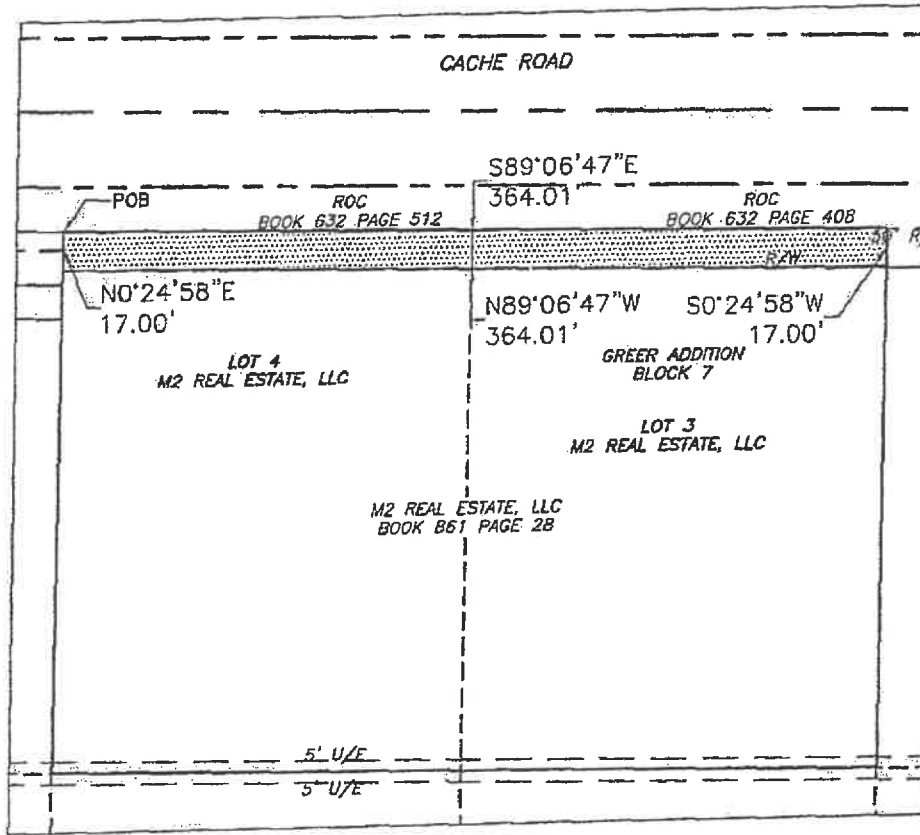 CACHE ROAD
S89°06'47"E
364.01'
POB
ROC
BOOK 632 PAGE 512
ROC
BOOK 632 PAGE 408
50' R/
R/W
N0°24'58"E
17.00'
N89°06'47"W
364.01'
S0°24'58"W
17.00'
LOT 4
M2 REAL ESTATE, LLC
GREER ADDITION
BLOCK 7
LOT 3
M2 REAL ESTATE, LLC
M2 REAL ESTATE, LLC
BOOK 861 PAGE 28
5' U/E
5' U/E